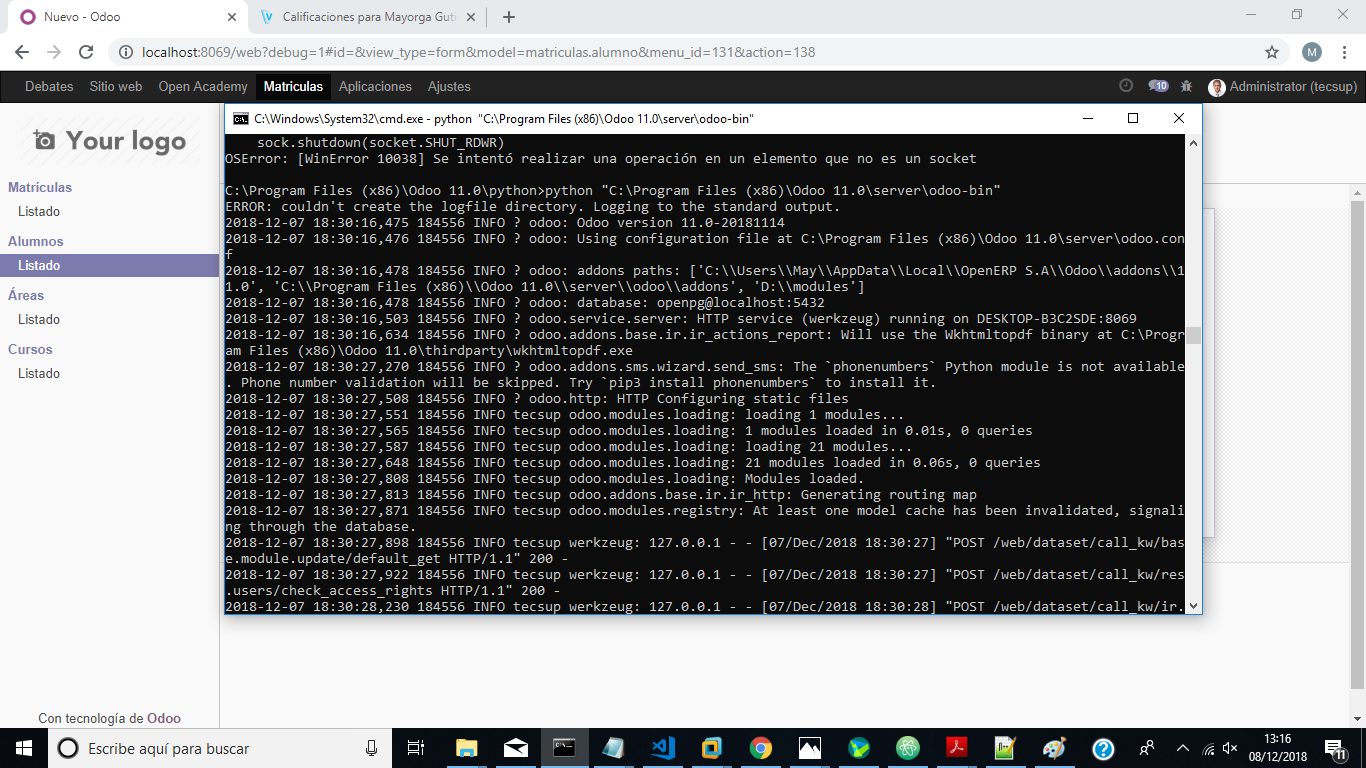 Nuevo - Odoo
Calificaciones para Mayorga Gut
localhost:8069/web?debug=1#id=&view_type=form&model=matriculas.alumno&menu_id=131&action=138
M
Debates Sitio web Open Academy Matriculas Aplicaciones Ajustes
10
Administrator (tecsup)
Your logo
Matriculas
Listado
Alumnos
Listado
Áreas
Listado
Cursos
Listado
Con tecnología de Odoo
C:\Windows\System32\cmd.exe - python "C:\Program Files (x86)\Odoo 11.0\server\odoo-bin"
sock.shutdown(socket.SHUT_RDWR)
OSError: [WinError 10038] Se intentó realizar una operación en un elemento que no es un socket
C:\Program Files (x86)\Odoo 11.0\python>python "C:\Program Files (x86)\Odoo 11.0\server\odoo-bin"
ERROR: couldn't create the logfile directory. Logging to the standard output.
2018-12-07 18:30:16,475 184556 INFO ? odoo: Odoo version 11.0-20181114
2018-12-07 18:30:16,476 184556 INFO ? odoo: Using configuration file at C:\Program Files (x86)\Odoo 11.0\server\odoo.con
f
2018-12-07 18:30:16,478 184556 INFO ? odoo: addons paths: ['C:\\Users\\May\\AppData\\Local\\OpenERP S.A\\Odoo\\addons\\1
1.0', 'C:\\Program Files (x86)\\Odoo 11.0\\server\\odoo\\addons', 'D:\\modules']
2018-12-07 18:30:16,478 184556 INFO ? odoo: database: openpg@localhost:5432
2018-12-07 18:30:16,503 184556 INFO ? odoo.service.server: HTTP service (werkzeug) running on DESKTOP-B3C2SDE:8069
2018-12-07 18:30:16,634 184556 INFO ? odoo.addons.base.ir.ir_actions_report: Will use the Wkhtmltopdf binary at C:\Progr
am Files (x86)\Odoo 11.0\thirdparty\wkhtmltopdf.exe
2018-12-07 18:30:27,270 184556 INFO ? odoo.addons.sms.wizard.send_sms: The `phonenumbers` Python module is not available
. Phone number validation will be skipped. Try `pip3 install phonenumbers` to install it.
2018-12-07 18:30:27,508 184556 INFO ? odoo.http: HTTP Configuring static files
2018-12-07 18:30:27,551 184556 INFO tecsup odoo.modules.loading: loading 1 modules...
2018-12-07 18:30:27,565 184556 INFO tecsup odoo.modules.loading: 1 modules loaded in 0.01s, 0 queries
2018-12-07 18:30:27,587 184556 INFO tecsup odoo.modules.loading: loading 21 modules...
2018-12-07 18:30:27,648 184556 INFO tecsup odoo.modules.loading: 21 modules loaded in 0.06s, 0 queries
2018-12-07 18:30:27,808 184556 INFO tecsup odoo.modules.loading: Modules loaded.
2018-12-07 18:30:27,813 184556 INFO tecsup odoo.addons.base.ir.ir_http: Generating routing map
2018-12-07 18:30:27,871 184556 INFO tecsup odoo.modules.registry: At least one model cache has been invalidated, signali
ng through the database.
2018-12-07 18:30:27,898 184556 INFO tecsup werkzeug: 127.0.0.1 - - [07/Dec/2018 18:30:27] "POST /web/dataset/call_kw/bas
e.module.update/default_get HTTP/1.1" 200 -
2018-12-07 18:30:27,922 184556 INFO tecsup werkzeug: 127.0.0.1 - - [07/Dec/2018 18:30:27] "POST /web/dataset/call_kw/res
.users/check_access_rights HTTP/1.1" 200 -
2018-12-07 18:30:28,230 184556 INFO tecsup werkzeug: 127.0.0.1 - - [07/Dec/2018 18:30:28] "POST /web/dataset/call_kw/ir.
Escribe aquí para buscar
13:16
08/12/2018
11